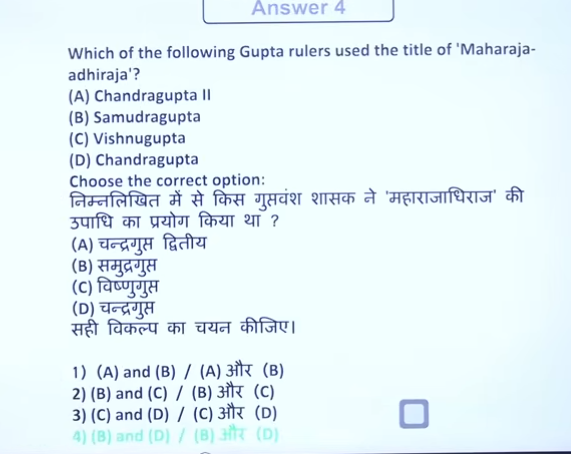 Answer 4
Which of the following Gupta rulers used the title of 'Maharaja-
adhiraja'?
(A) Chandragupta II
(B) Samudragupta
(C) Vishnugupta
(D) Chandragupta
Choose the correct option:
निम्नलिखित में से किस गुप्तवंश शासक ने 'महाराजाधिराज' की
उपाधि का प्रयोग किया था ?
(A) चन्द्रगुप्त द्वितीय
(B) समुद्रगुप्त
(C) विष्णुगुप्त
(D) चन्द्रगुप्त
सही विकल्प का चयन कीजिए।
1) (A) and (B) / (A) और (B)
2) (B) and (C) / (B) और (C)
3) (C) and (D) / (C) और (D)
4) (B) and (D) / (B) और (D)